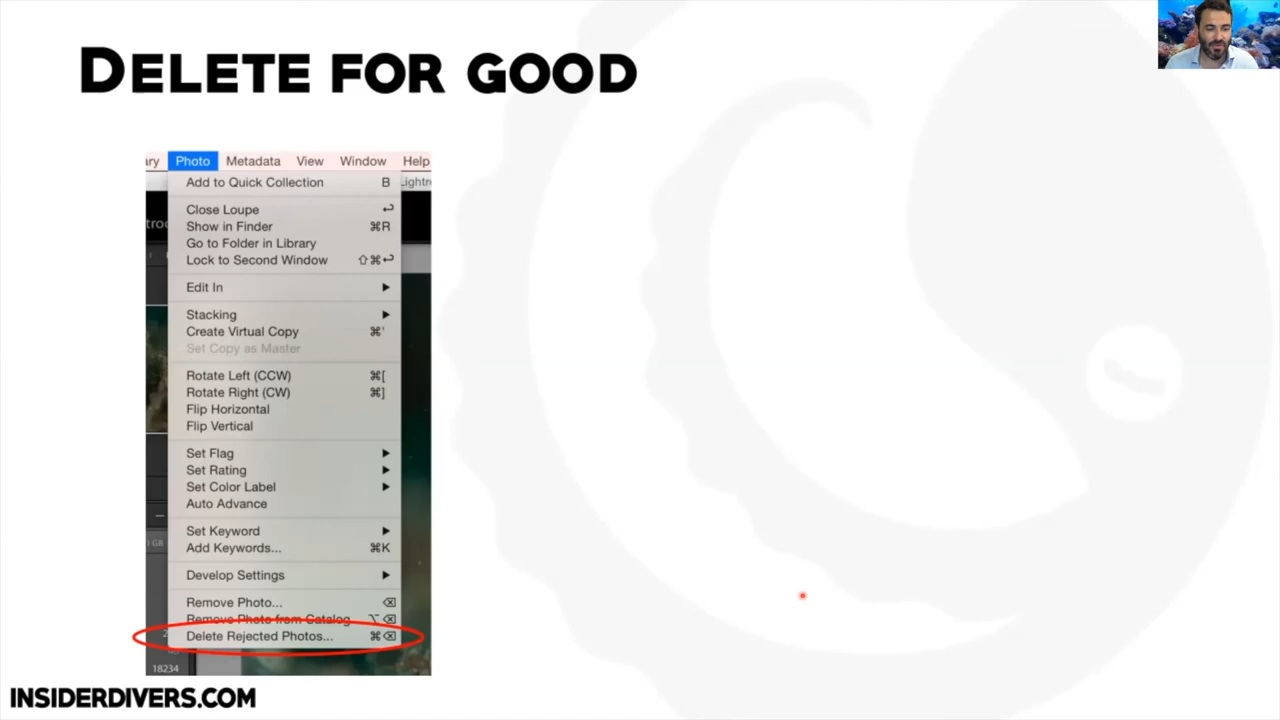 DELETE FOR GOOD
ary Photo Metadata View Window Help
Add to Quick Collection B
Lightr
Close Loupe ↩
Show in Finder ⌘R
Go to Folder in Library
Lock to Second Window ⇧⌘↩
Edit In ▶
Stacking ▶
Create Virtual Copy ⌘'
Set Copy as Master
Rotate Left (CCW) ⌘[
Rotate Right (CW) ⌘]
Flip Horizontal
Flip Vertical
Set Flag ▶
Set Rating ▶
Set Color Label ▶
Auto Advance
Set Keyword ▶
Add Keywords... ⌘K
Develop Settings ▶
Remove Photo... ⌫
Remove Photo from Catalog ⌥⌫
Delete Rejected Photos... ⌘⌫
18234
INSIDERDIVERS.COM